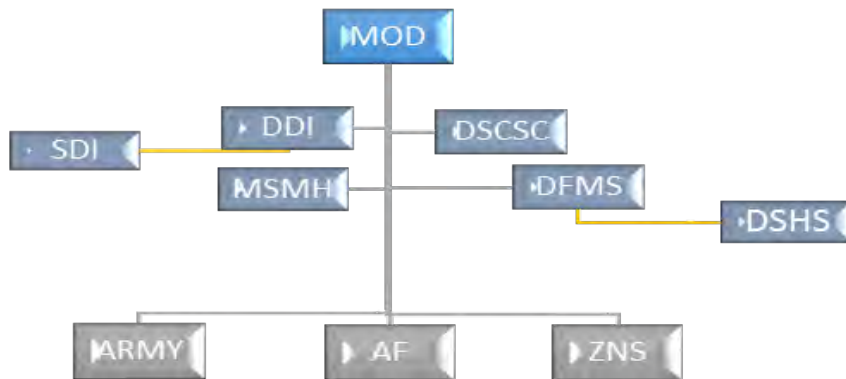 MOD
DDI
DSCSC
SDI
MSMH
DFMS
DSHS
ARMY
AF
ZNS